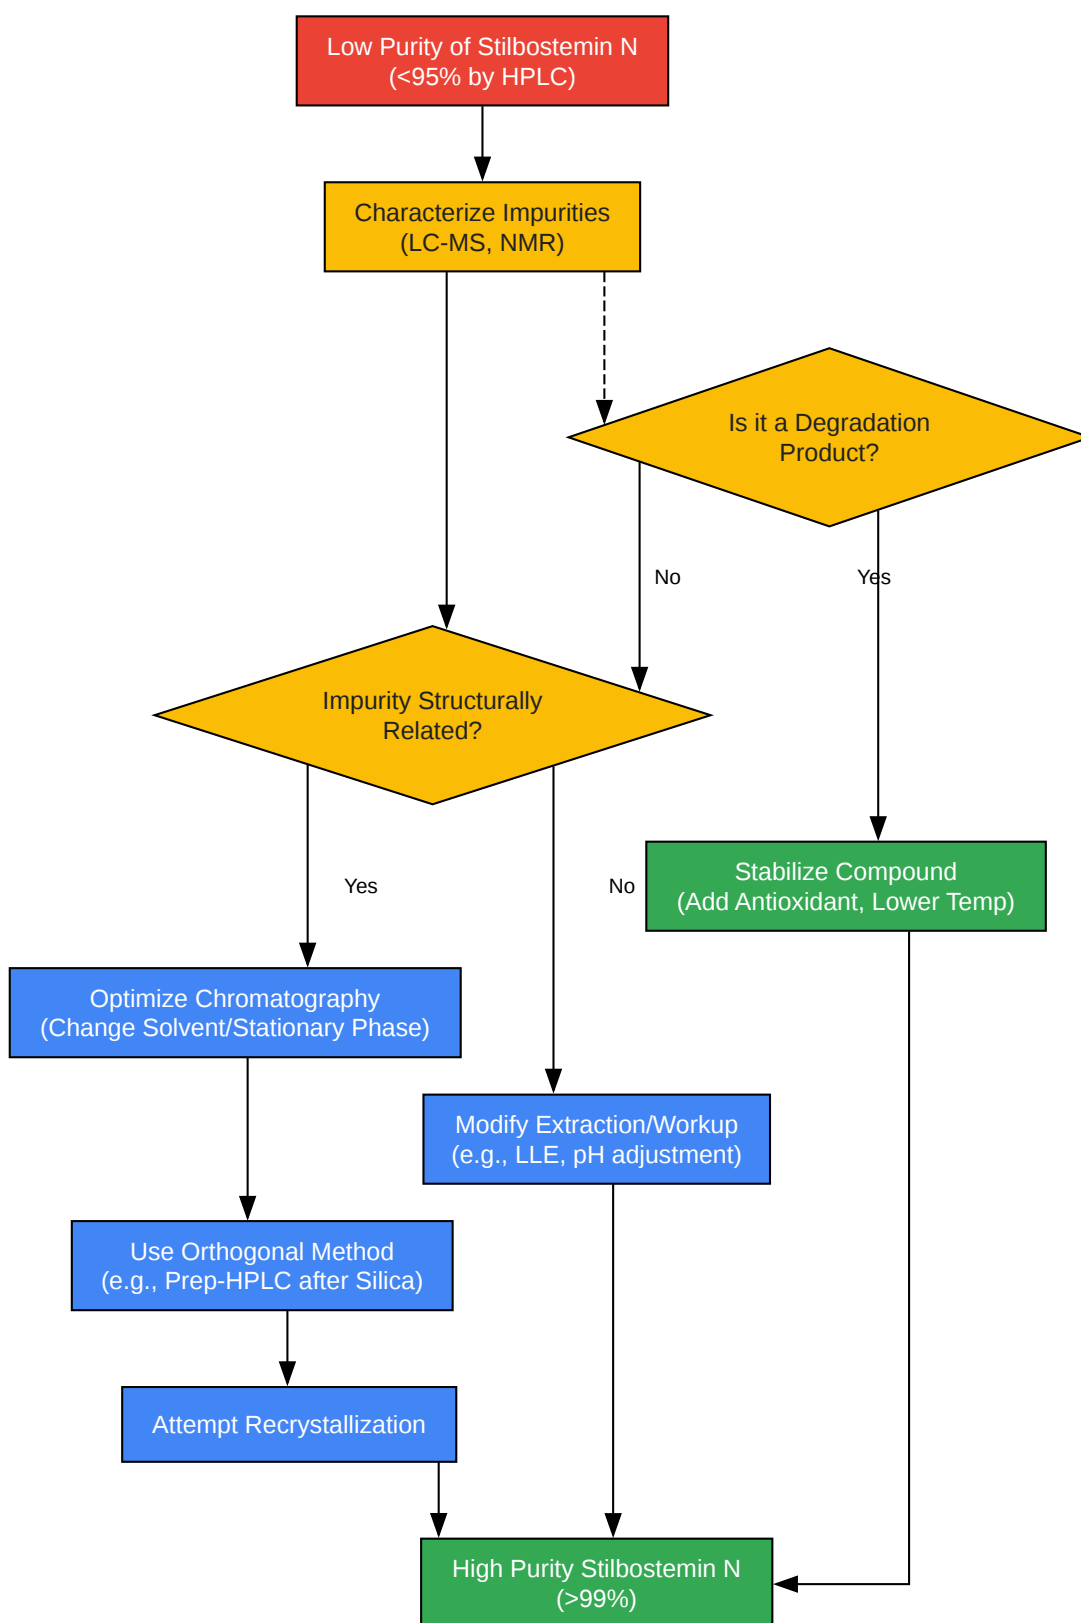 Low Purity of Stilbostemin N
(<95% by HPLC)
Characterize Impurities
(LC-MS, NMR)
Is it a Degradation
Product?
No
Yes
Impurity Structurally
Related?
Yes
No
Stabilize Compound
(Add Antioxidant, Lower Temp)
Optimize Chromatography
(Change Solvent/Stationary Phase)
Modify Extraction/Workup
(e.g., LLE, pH adjustment)
Use Orthogonal Method
(e.g., Prep-HPLC after Silica)
Attempt Recrystallization
High Purity Stilbostemin N
(>99%)